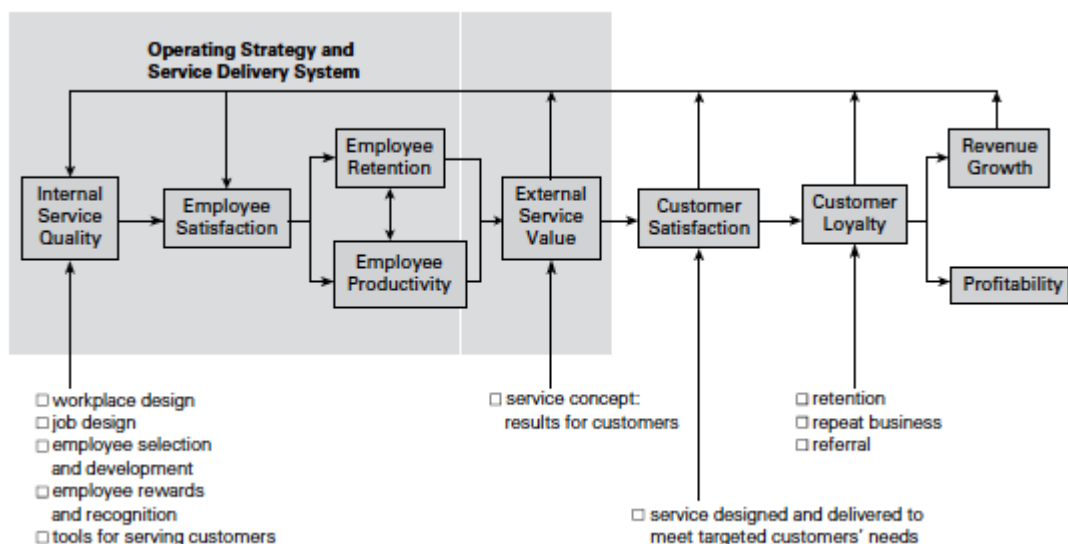 Operating Strategy and
Service Delivery System
Internal
Service
Quality
Employee
Satisfaction
Employee
Retention
Employee
Productivity
External
Service
Value
Customer
Satisfaction
Customer
Loyalty
Revenue
Growth
Profitability
□ workplace design
□ job design
□ employee selection
and development
□ employee rewards
and recognition
□ tools for serving customers
□ service concept:
results for customers
□ service designed and delivered to
meet targeted customers' needs
□ retention
□ repeat business
□ referral